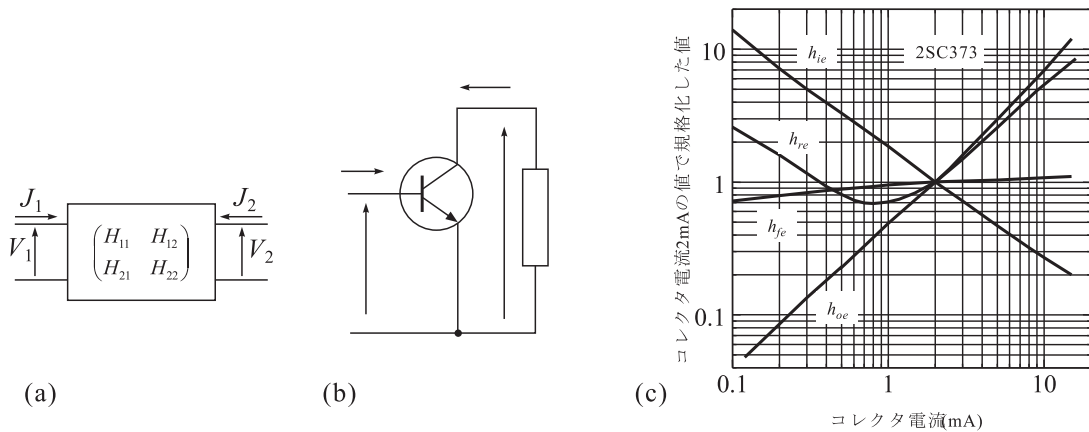 J₁
J₂
V₁
H₁₁ H₁₂
H₂₁ H₂₂
V₂
(a)
(b)
(c)
コレクタ電流2mAの値で規格化した値
10
1
0.1
hᵢₑ
2SC373
hᵣₑ
h_fe
hₒₑ
0.1
1
10
コレクタ電流(mA)